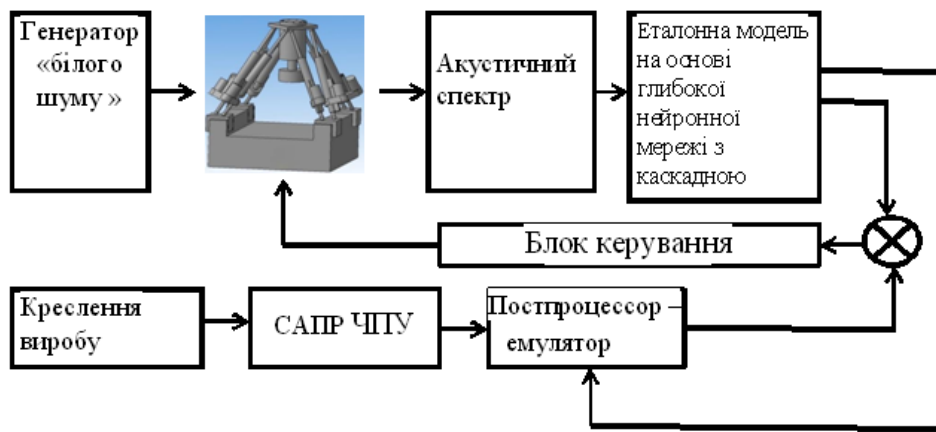 Генератор
«білого
шуму »
Акустичний
спектр
Еталонна модель
на основі
глибокої
нейронної
мережі з
каскадною
Блок керування
Креслення
виробу
САПР ЧПУ
Постпроцессор –
емулятор